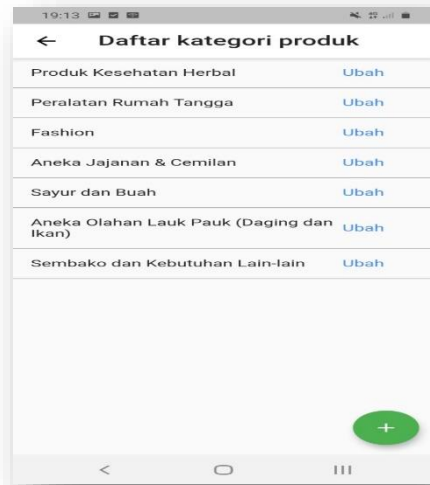 19:13
Daftar kategori produk
Produk Kesehatan Herbal Ubah
Peralatan Rumah Tangga Ubah
Fashion Ubah
Aneka Jajanan & Cemilan Ubah
Sayur dan Buah Ubah
Aneka Olahan Lauk Pauk (Daging dan
Ikan) Ubah
Sembako dan Kebutuhan Lain-lain Ubah